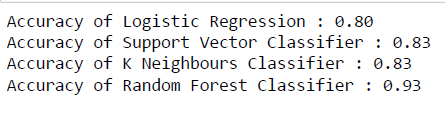 Accuracy of Logistic Regression : 0.80
Accuracy of Support Vector Classifier : 0.83
Accuracy of K Neighbours Classifier : 0.83
Accuracy of Random Forest Classifier : 0.93